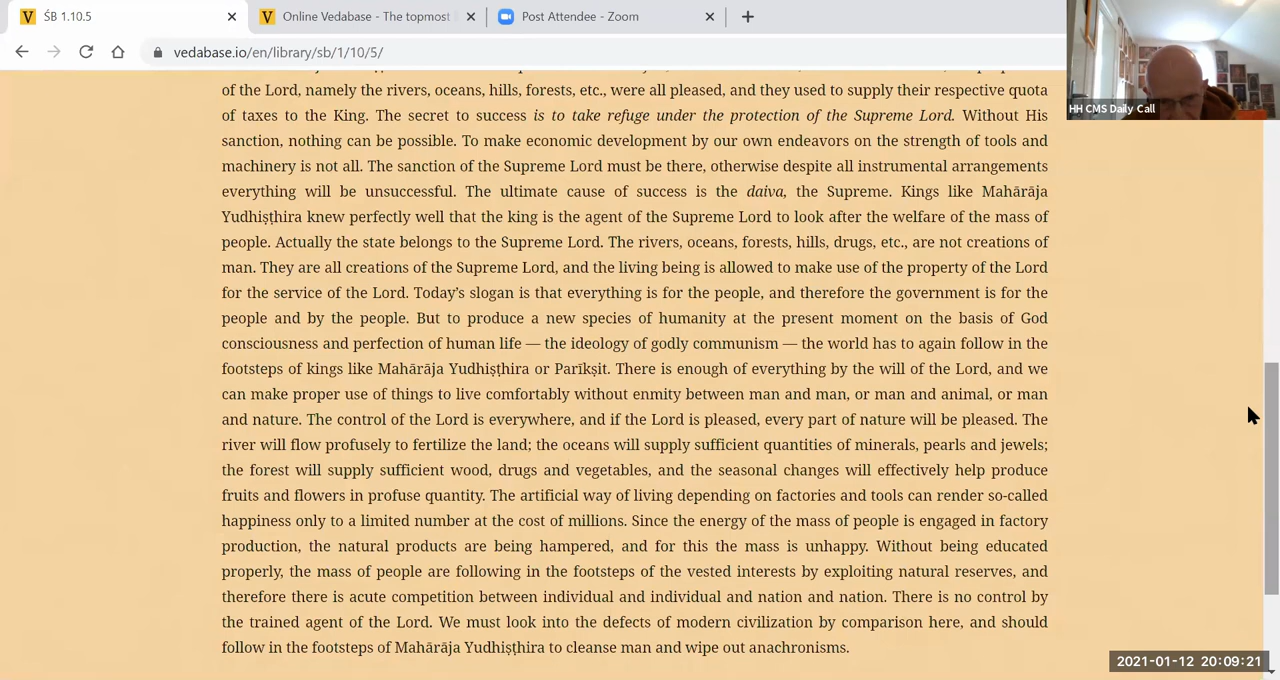 ŚB 1.10.5
Online Vedabase - The topmost
Post Attendee - Zoom
vedabase.io/en/library/sb/1/10/5/
HH CMS Daily Call
of the Lord, namely the rivers, oceans, hills, forests, etc., were all pleased, and they used to supply their respective quota
of taxes to the King. The secret to success is to take refuge under the protection of the Supreme Lord. Without His
sanction, nothing can be possible. To make economic development by our own endeavors on the strength of tools and
machinery is not all. The sanction of the Supreme Lord must be there, otherwise despite all instrumental arrangements
everything will be unsuccessful. The ultimate cause of success is the daiva, the Supreme. Kings like Mahārāja
Yudhiṣṭhira knew perfectly well that the king is the agent of the Supreme Lord to look after the welfare of the mass of
people. Actually the state belongs to the Supreme Lord. The rivers, oceans, forests, hills, drugs, etc., are not creations of
man. They are all creations of the Supreme Lord, and the living being is allowed to make use of the property of the Lord
for the service of the Lord. Today’s slogan is that everything is for the people, and therefore the government is for the
people and by the people. But to produce a new species of humanity at the present moment on the basis of God
consciousness and perfection of human life — the ideology of godly communism — the world has to again follow in the
footsteps of kings like Mahārāja Yudhiṣṭhira or Parīkṣit. There is enough of everything by the will of the Lord, and we
can make proper use of things to live comfortably without enmity between man and man, or man and animal, or man
and nature. The control of the Lord is everywhere, and if the Lord is pleased, every part of nature will be pleased. The
river will flow profusely to fertilize the land; the oceans will supply sufficient quantities of minerals, pearls and jewels;
the forest will supply sufficient wood, drugs and vegetables, and the seasonal changes will effectively help produce
fruits and flowers in profuse quantity. The artificial way of living depending on factories and tools can render so-called
happiness only to a limited number at the cost of millions. Since the energy of the mass of people is engaged in factory
production, the natural products are being hampered, and for this the mass is unhappy. Without being educated
properly, the mass of people are following in the footsteps of the vested interests by exploiting natural reserves, and
therefore there is acute competition between individual and individual and nation and nation. There is no control by
the trained agent of the Lord. We must look into the defects of modern civilization by comparison here, and should
follow in the footsteps of Mahārāja Yudhiṣṭhira to cleanse man and wipe out anachronisms.
2021-01-12 20:09:21